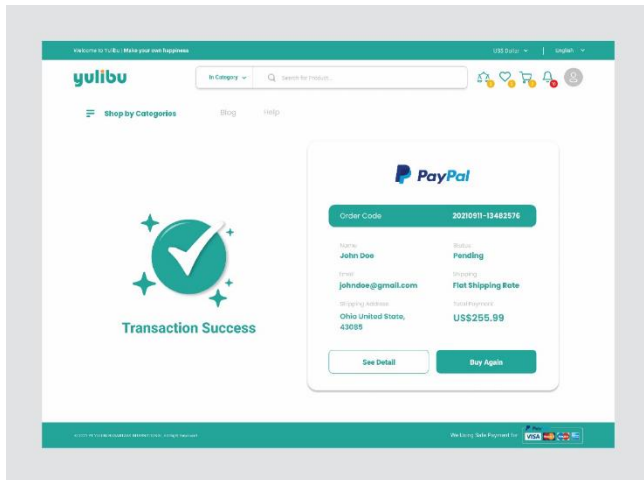 Welcome to Yulibu | Make your own happiness
US$ Dollar
English
yulibu
In Category
Search for Product...
Shop by Categories
Blog
Help
PayPal
Order Code
20210911-13482576
Name
Status
John Doe
Pending
Email
Shipping
johndoe@gmail.com
Flat Shipping Rate
Shipping Address
Total Payment
Ohio United State,
US$255.99
43085
Transaction Success
See Detail
Buy Again
We Using Safe Payment for
PayPal
VISA